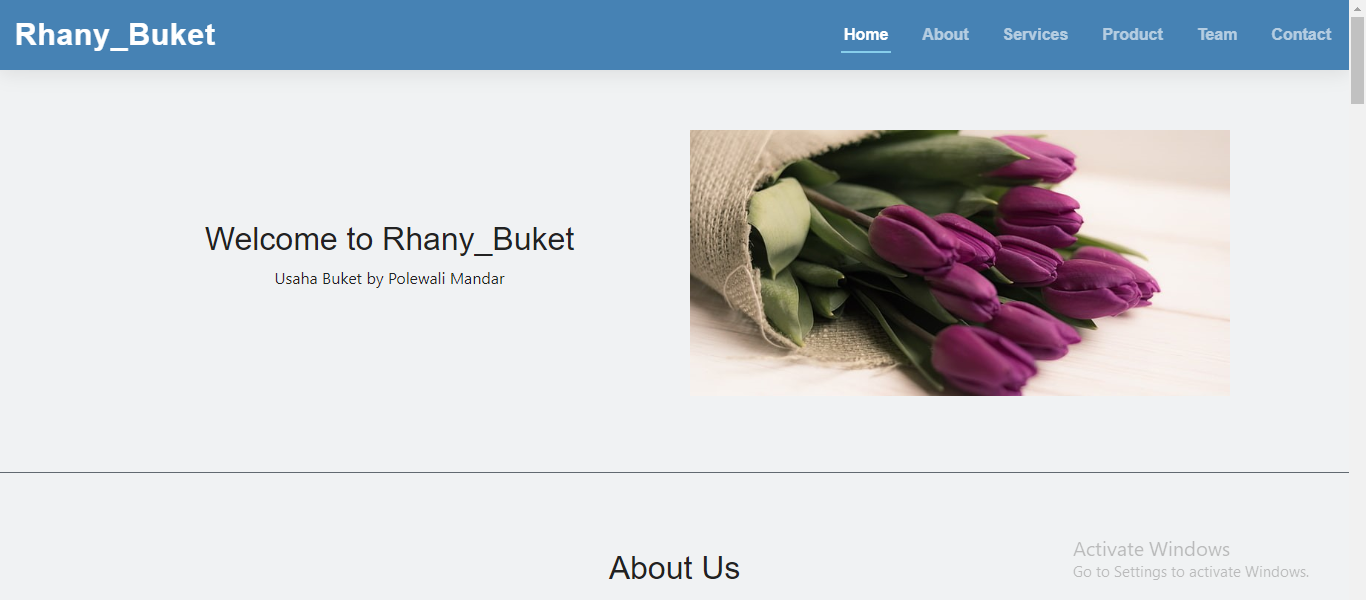 Rhany_Buket
Home About Services Product Team Contact
Welcome to Rhany_Buket
Usaha Buket by Polewali Mandar
About Us
Activate Windows
Go to Settings to activate Windows.